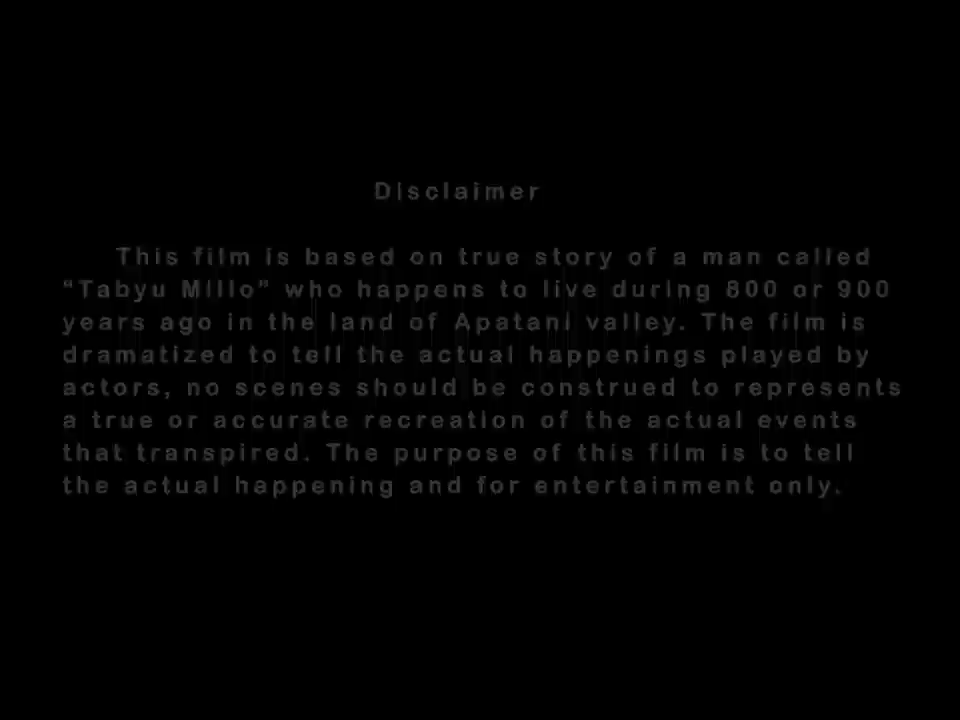 Disclaimer
This film is based on true story of a man called
“Tabyu Millo” who happens to live during 800 or 900
years ago in the land of Apatani valley. The film is
dramatized to tell the actual happenings played by
actors, no scenes should be construed to represents
a true or accurate recreation of the actual events
that transpired. The purpose of this film is to tell
the actual happening and for entertainment only.